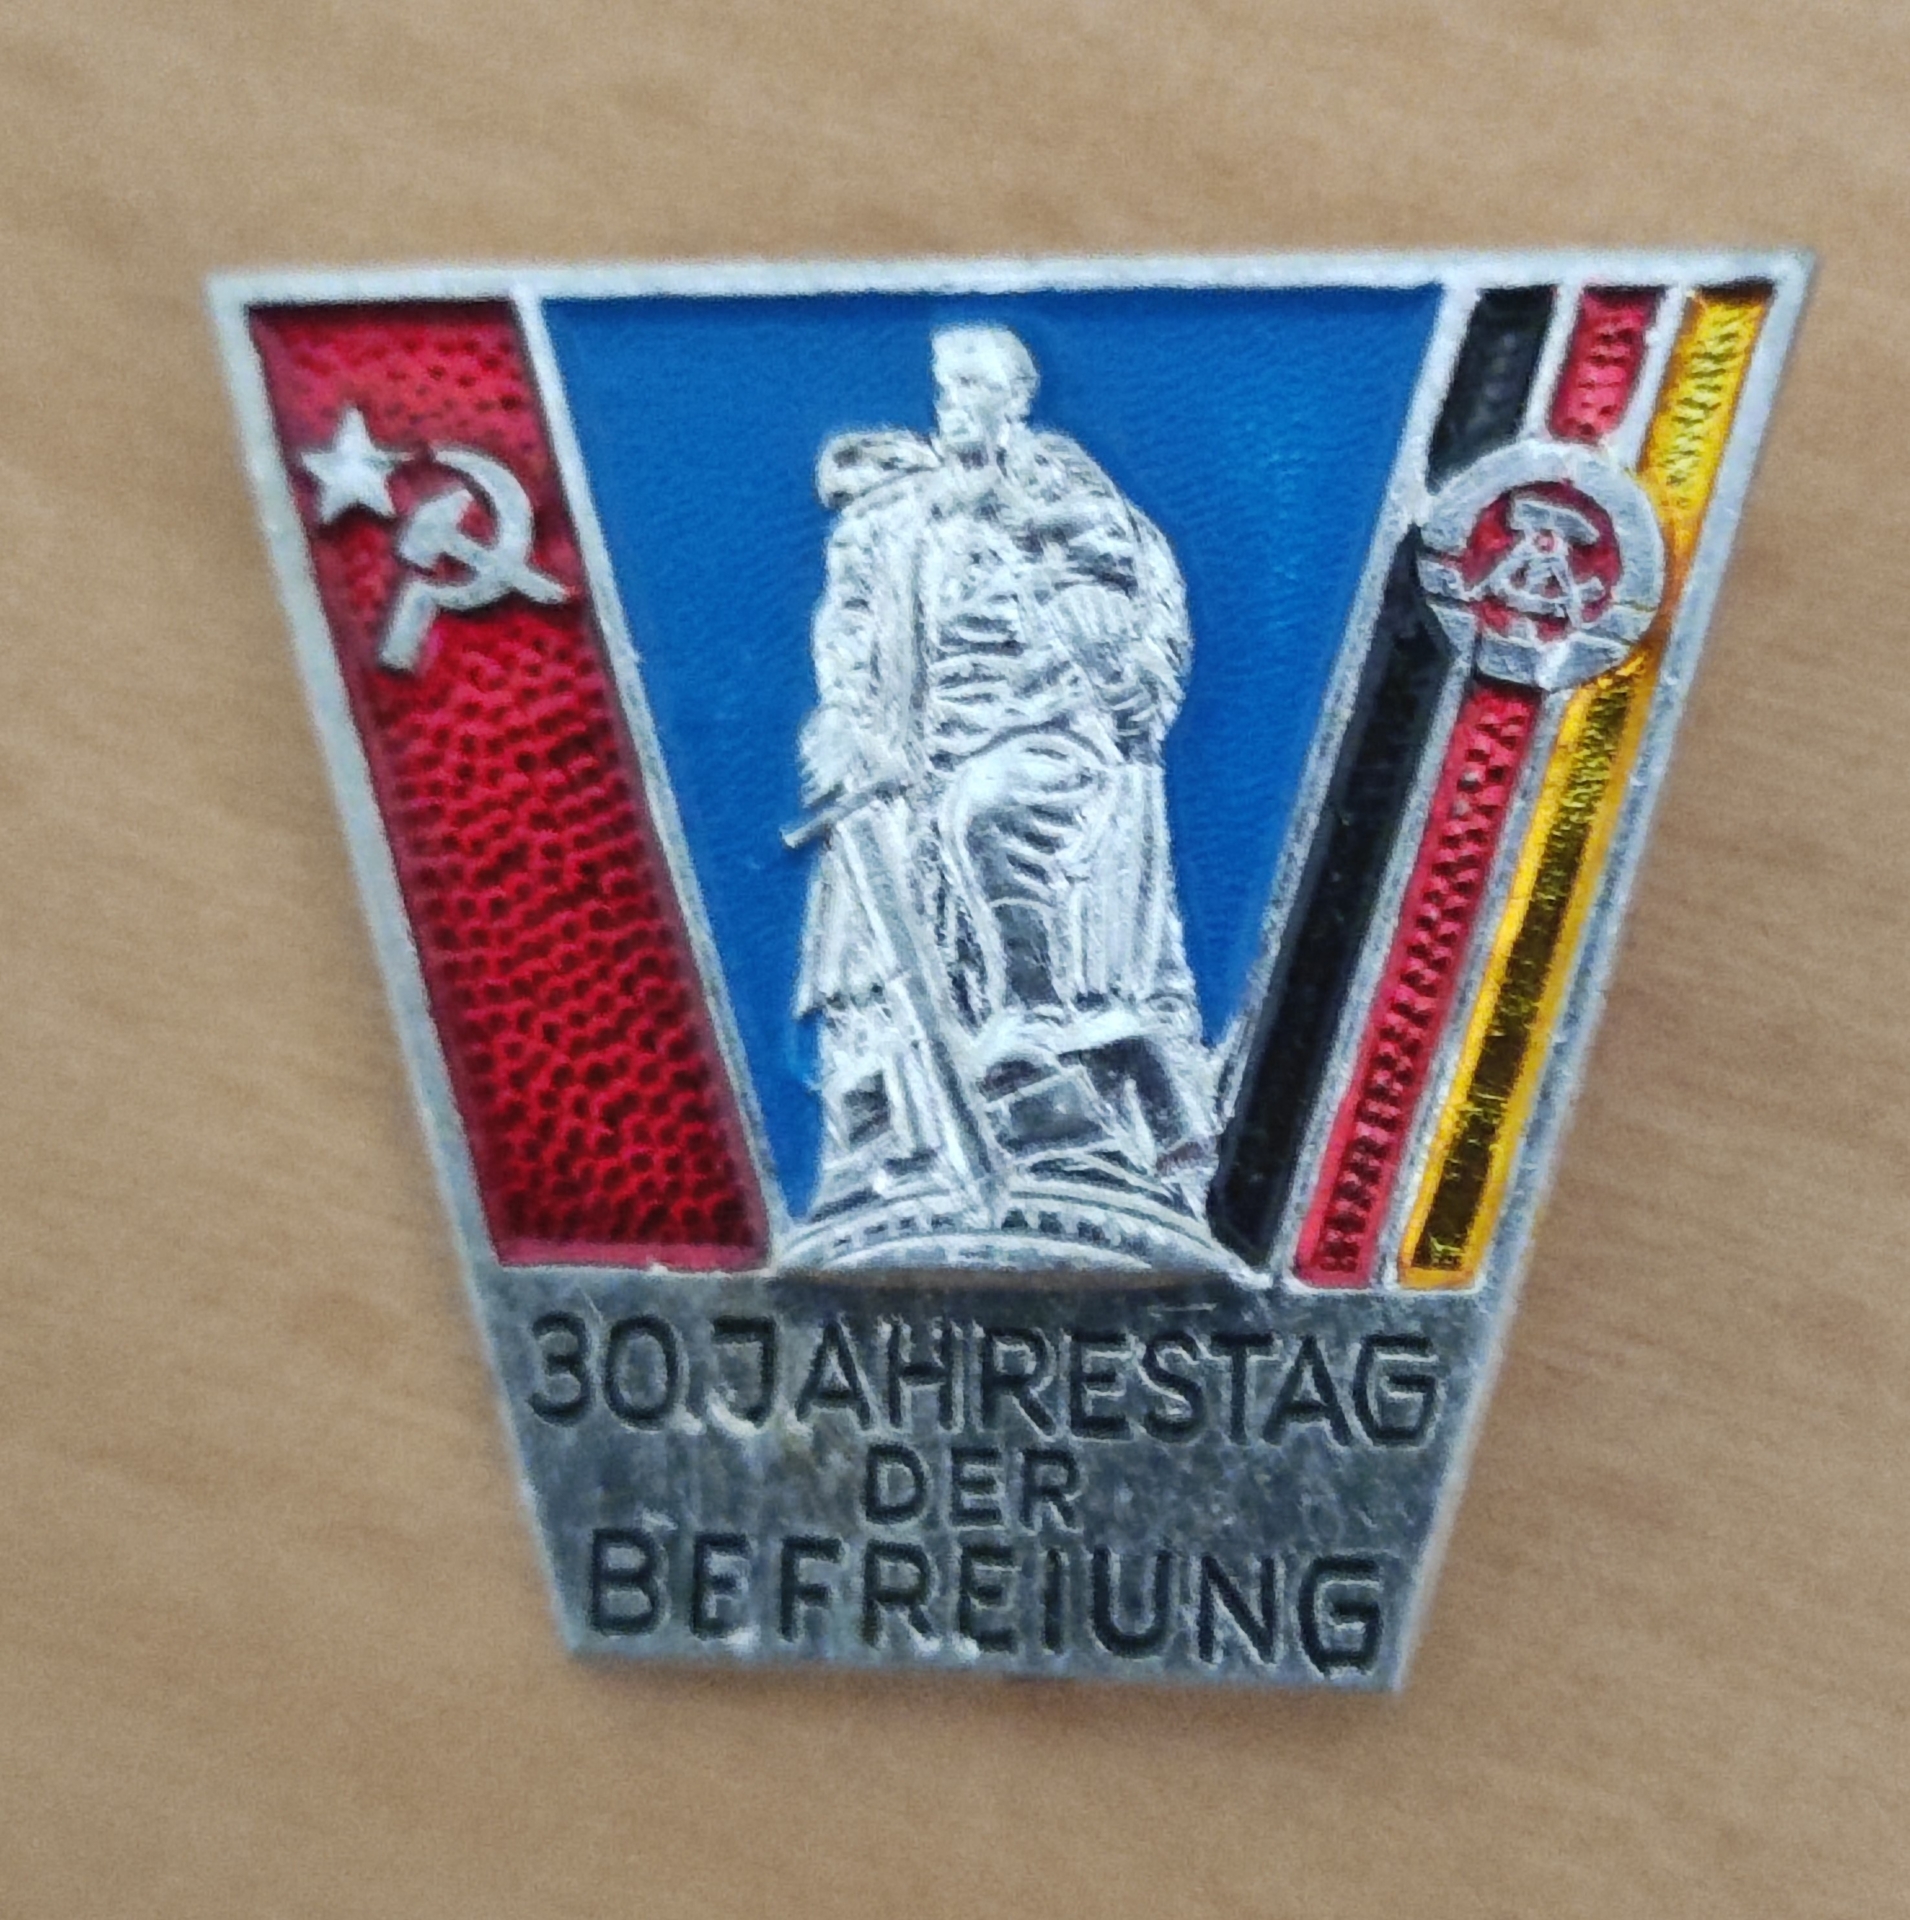 30. JAHRESTAG
DER
BEFREIUNG